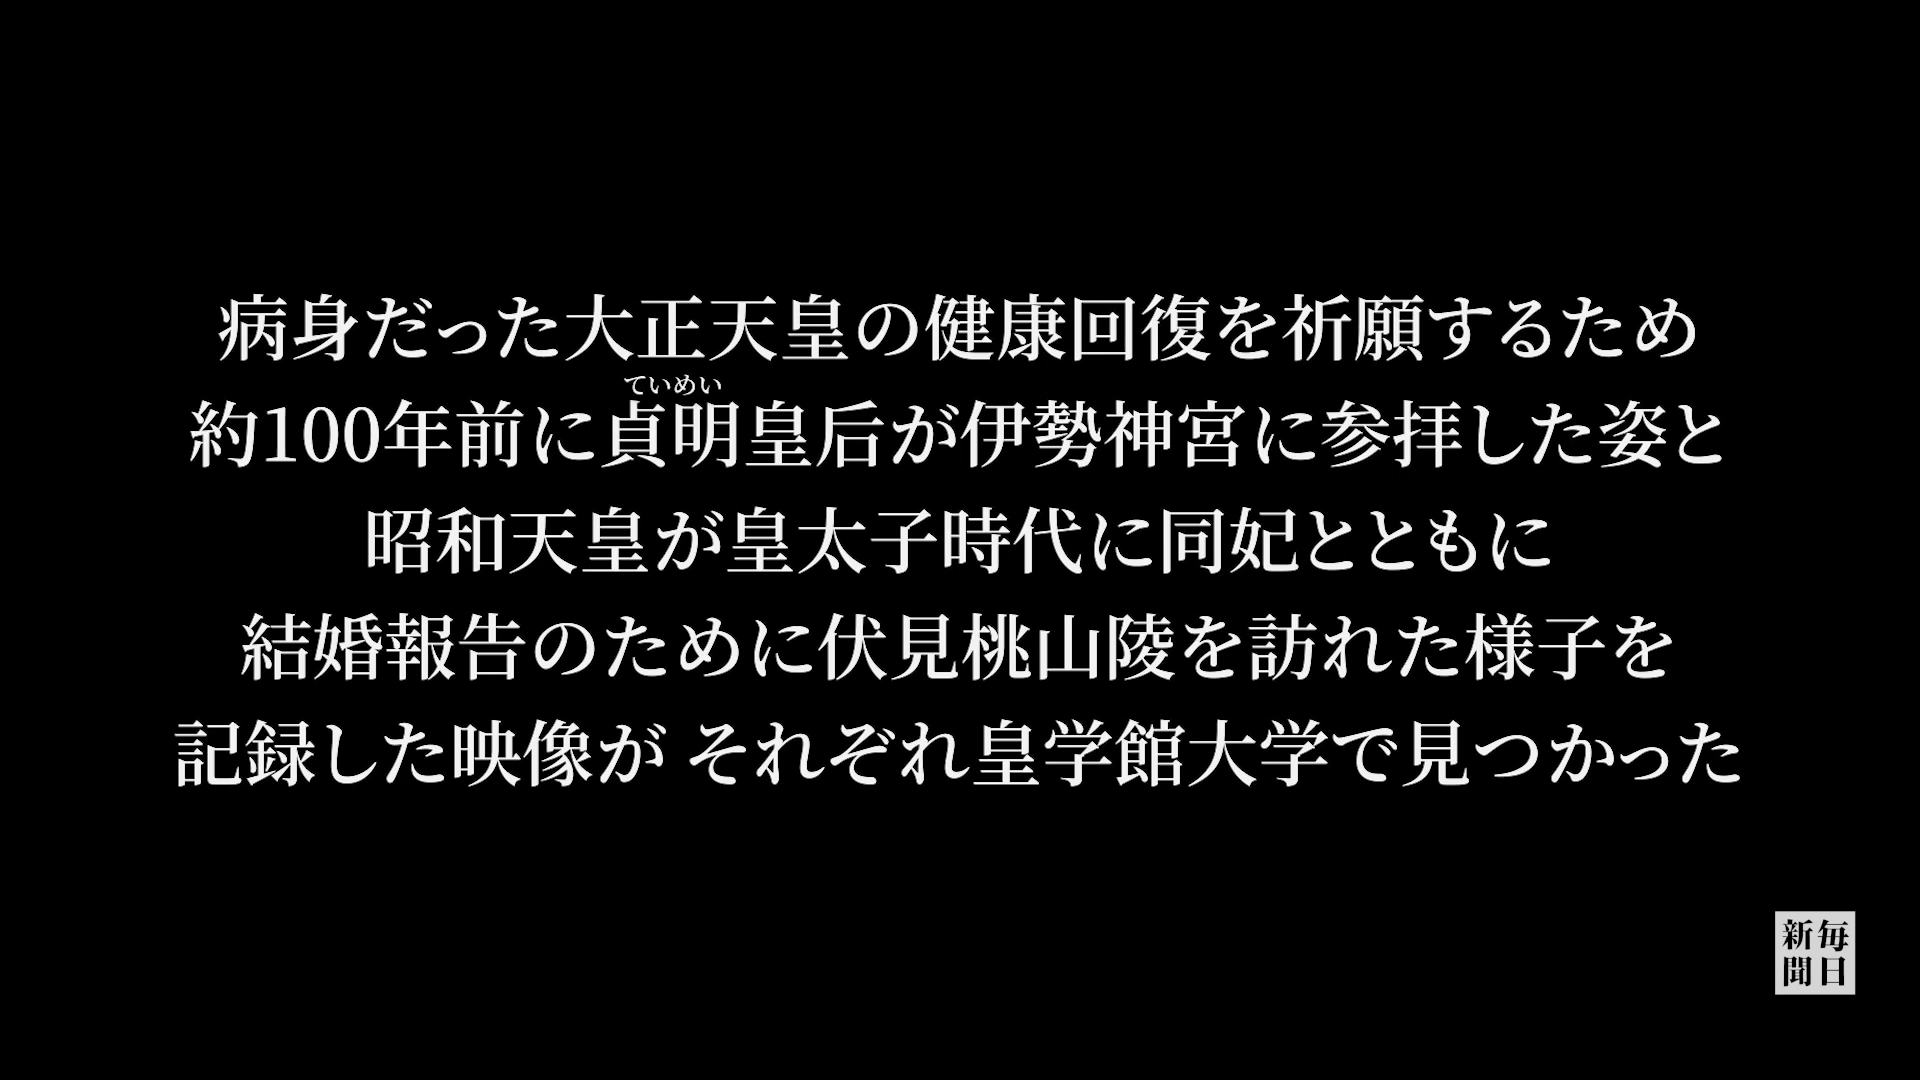 病身だった大正天皇の健康回復を祈願するため
ていめい
約100年前に貞明皇后が伊勢神宮に参拝した姿と
昭和天皇が皇太子時代に同妃とともに
結婚報告のために伏見桃山陵を訪れた様子を
記録した映像が それぞれ皇学館大学で見つかった
毎日
新聞